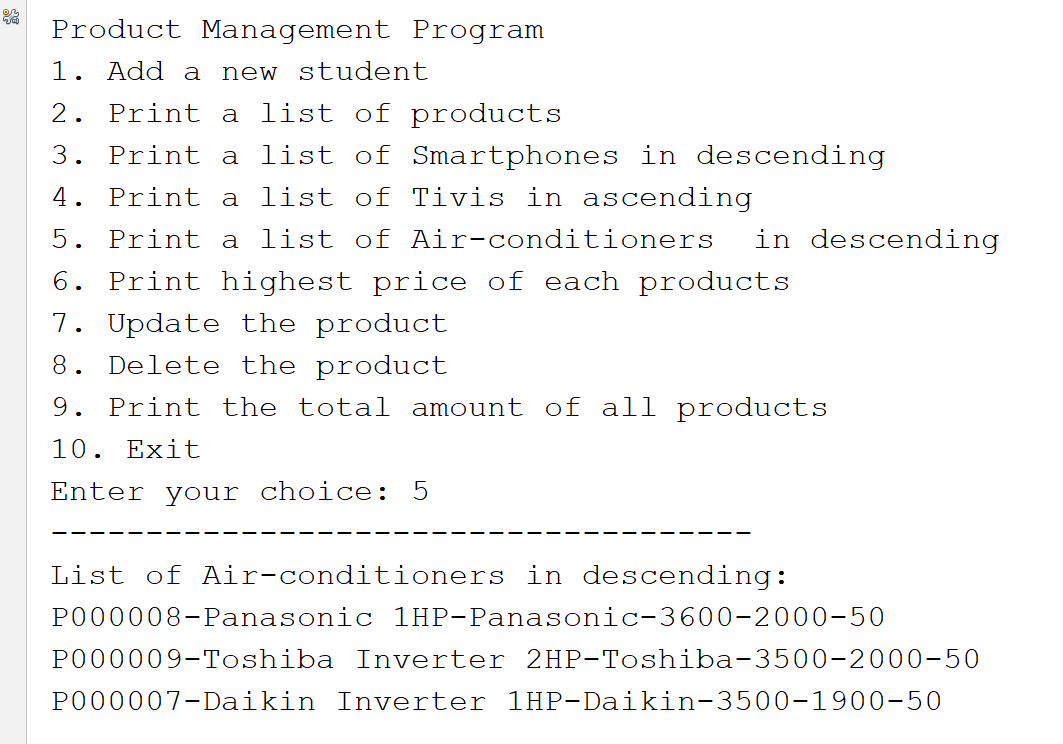 Product Management Program
1. Add a new student
2. Print a list of products
3. Print a list of Smartphones in descending
4. Print a list of Tivis in ascending
5. Print a list of Air-conditioners  in descending
6. Print highest price of each products
7. Update the product
8. Delete the product
9. Print the total amount of all products
10. Exit
Enter your choice: 5
-------------------------------------
List of Air-conditioners in descending:
P000008-Panasonic 1HP-Panasonic-3600-2000-50
P000009-Toshiba Inverter 2HP-Toshiba-3500-2000-50
P000007-Daikin Inverter 1HP-Daikin-3500-1900-50